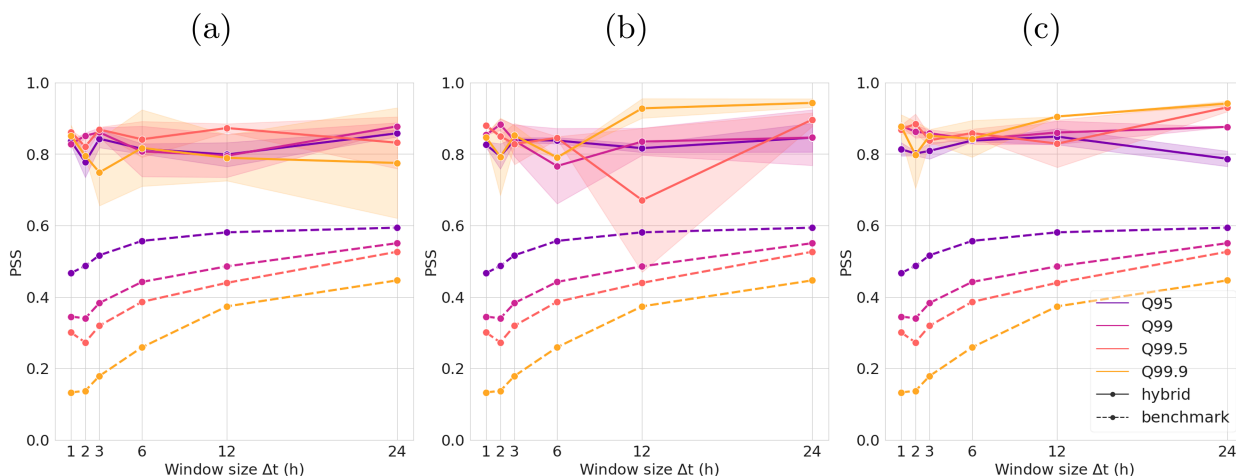 (a) (b) (c)
1.0 1.0 1.0
0.8 0.8 0.8
0.6 0.6 0.6
PSS PSS PSS
0.4 0.4 0.4
Q95
Q99
0.2 0.2 0.2
Q99.5
Q99.9
hybrid
benchmark
0.0 0.0 0.0
1 2 3 6 12 24 1 2 3 6 12 24 1 2 3 6 12 24
Window size Δt (h) Window size Δt (h) Window size Δt (h)